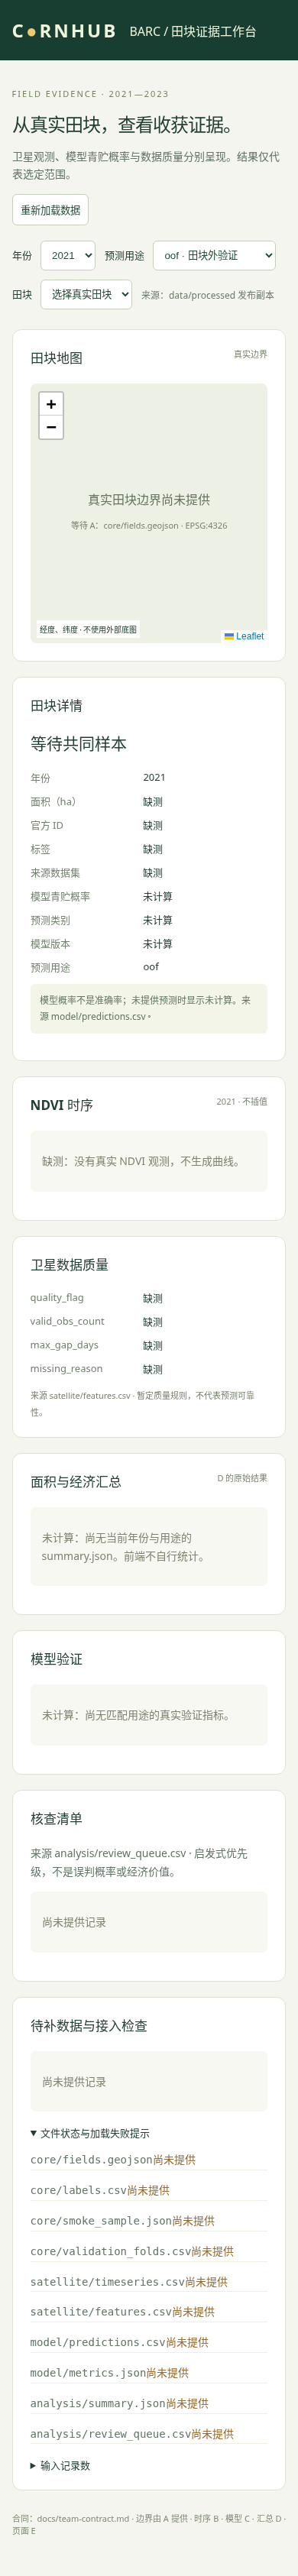 C●RNHUB BARC / 田块证据工作台
FIELD EVIDENCE · 2021—2023
从真实田块，查看收获证据。
卫星观测、模型青贮概率与数据质量分别呈现。结果仅代
表选定范围。
重新加载数据
年份 2021 预测用途 oof · 田块外验证
田块 选择真实田块 来源：data/processed 发布副本
田块地图 真实边界
+
−
真实田块边界尚未提供
等待 A：core/fields.geojson · EPSG:4326
经度、纬度 · 不使用外部底图
Leaflet
田块详情
等待共同样本
年份 2021
面积（ha） 缺测
官方 ID 缺测
标签 缺测
来源数据集 缺测
模型青贮概率 未计算
预测类别 未计算
模型版本 未计算
预测用途 oof
模型概率不是准确率；未提供预测时显示未计算。来
源 model/predictions.csv
NDVI 时序 2021 · 不插值
缺测：没有真实 NDVI 观测，不生成曲线。
卫星数据质量
quality_flag 缺测
valid_obs_count 缺测
max_gap_days 缺测
missing_reason 缺测
来源 satellite/features.csv · 暂定质量规则，不代表预测可靠
性。
面积与经济汇总 D 的原始结果
未计算：尚无当前年份与用途的
summary.json。前端不自行统计。
模型验证
未计算：尚无匹配用途的真实验证指标。
核查清单
来源 analysis/review_queue.csv · 启发式优先
级，不是误判概率或经济价值。
尚未提供记录
待补数据与接入检查
尚未提供记录
▼ 文件状态与加载失败提示
core/fields.geojson尚未提供
core/labels.csv尚未提供
core/smoke_sample.json尚未提供
core/validation_folds.csv尚未提供
satellite/timeseries.csv尚未提供
satellite/features.csv尚未提供
model/predictions.csv尚未提供
model/metrics.json尚未提供
analysis/summary.json尚未提供
analysis/review_queue.csv尚未提供
▶ 输入记录数
合同：docs/team-contract.md · 边界由 A 提供 · 时序 B · 模型 C · 汇总 D ·
页面 E